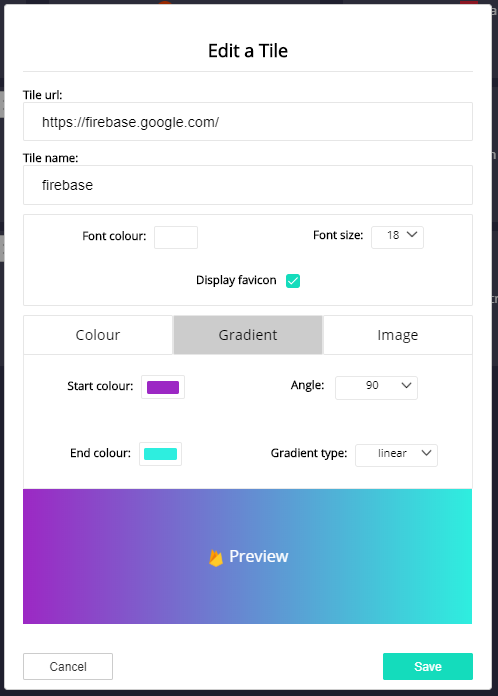 Edit a Tile
Tile url:
https://firebase.google.com/
Tile name:
firebase
Font colour:
Font size: 18
Display favicon
Colour Gradient Image
Start colour:
Angle: 90
End colour:
Gradient type: linear
Preview
Cancel Save